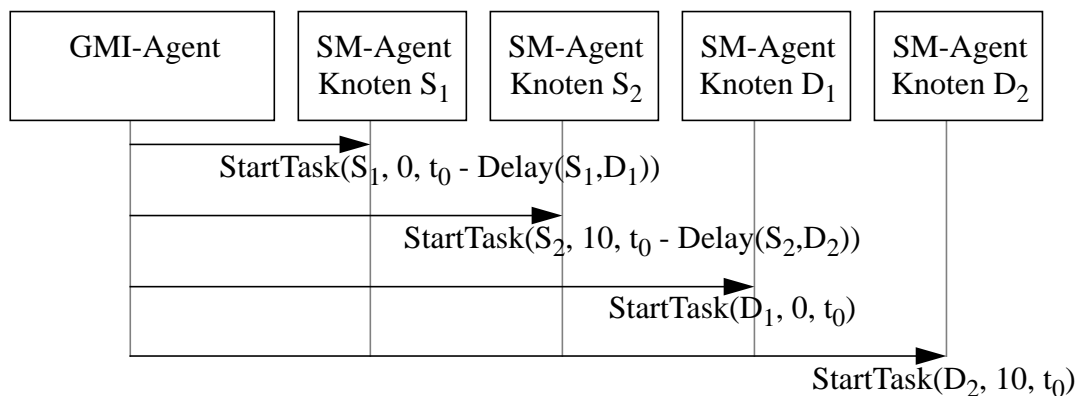 GMI-Agent
SM-Agent
Knoten S₁
SM-Agent
Knoten S₂
SM-Agent
Knoten D₁
SM-Agent
Knoten D₂
StartTask(S₁, 0, t₀ - Delay(S₁,D₁))
StartTask(S₂, 10, t₀ - Delay(S₂,D₂))
StartTask(D₁, 0, t₀)
StartTask(D₂, 10, t₀)